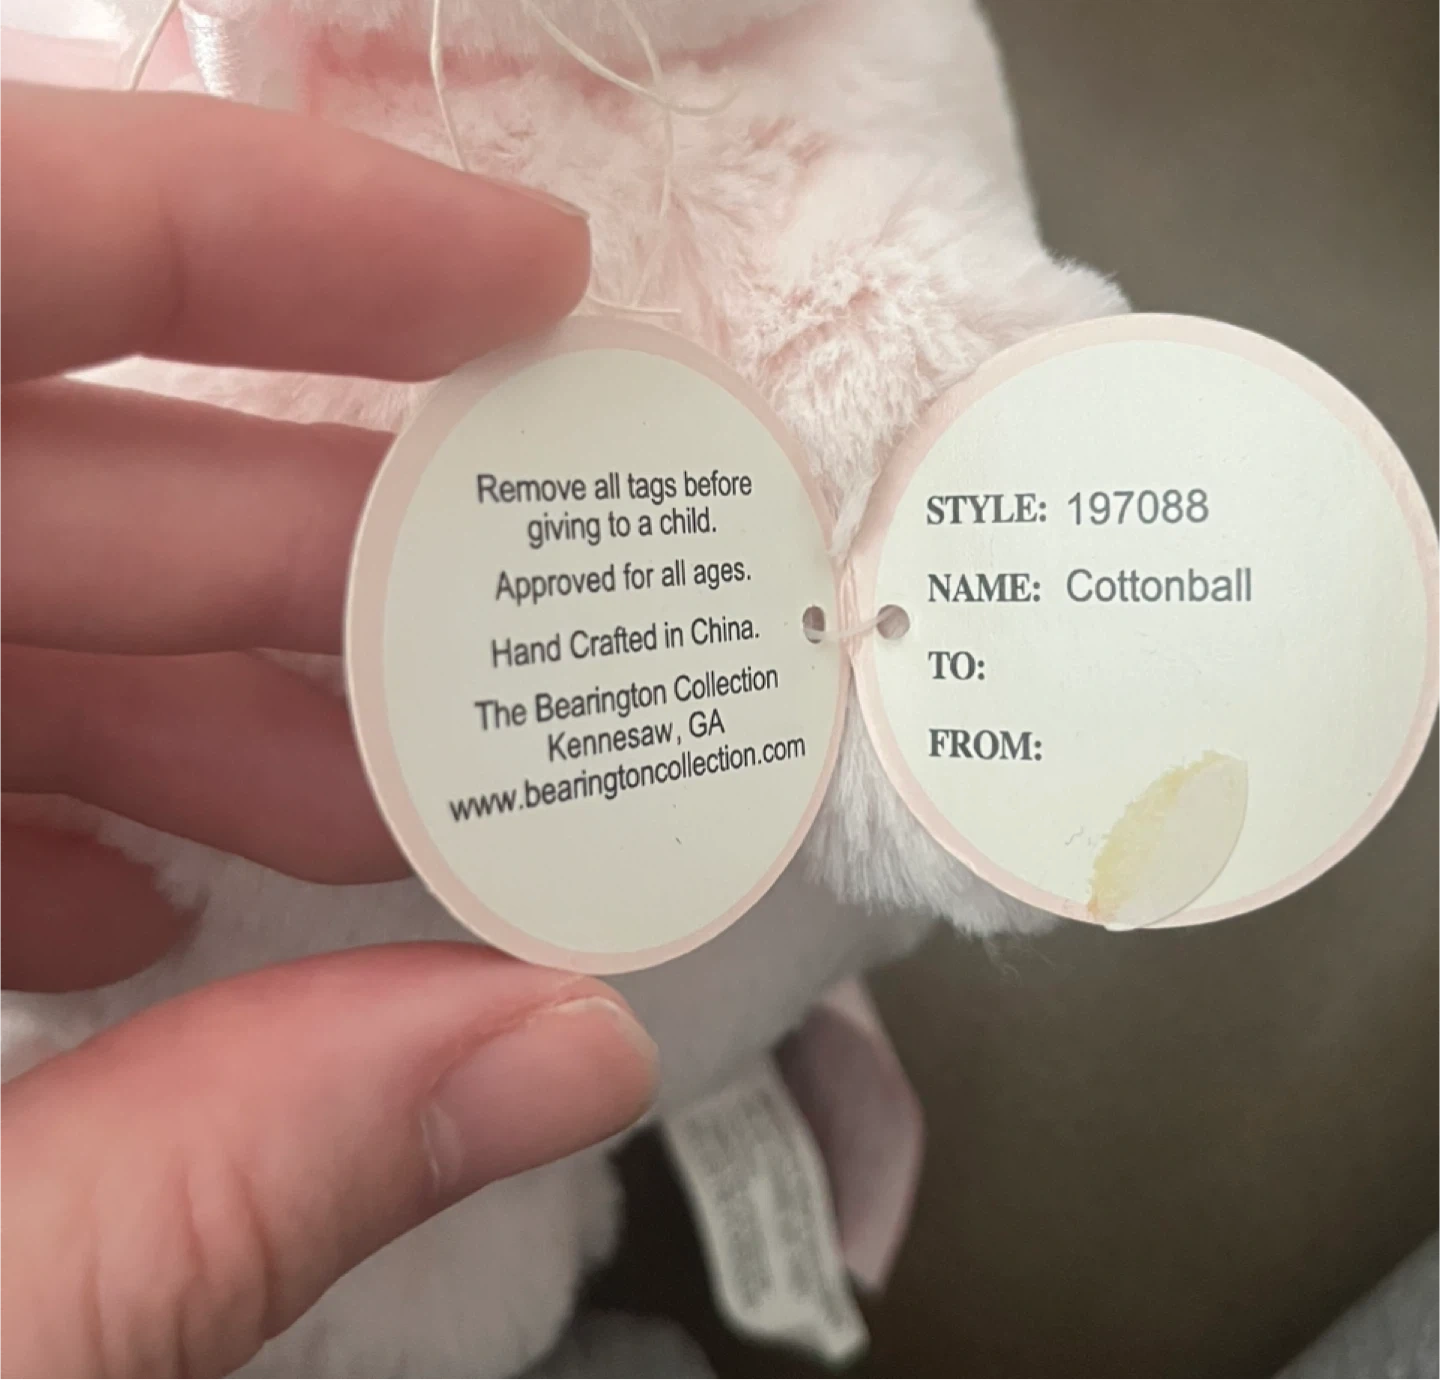 Remove all tags before
giving to a child.
Approved for all ages.
Hand Crafted in China.
The Bearington Collection
Kennesaw, GA
www.bearingtoncollection.com
STYLE: 197088
NAME: Cottonball
TO:
FROM: